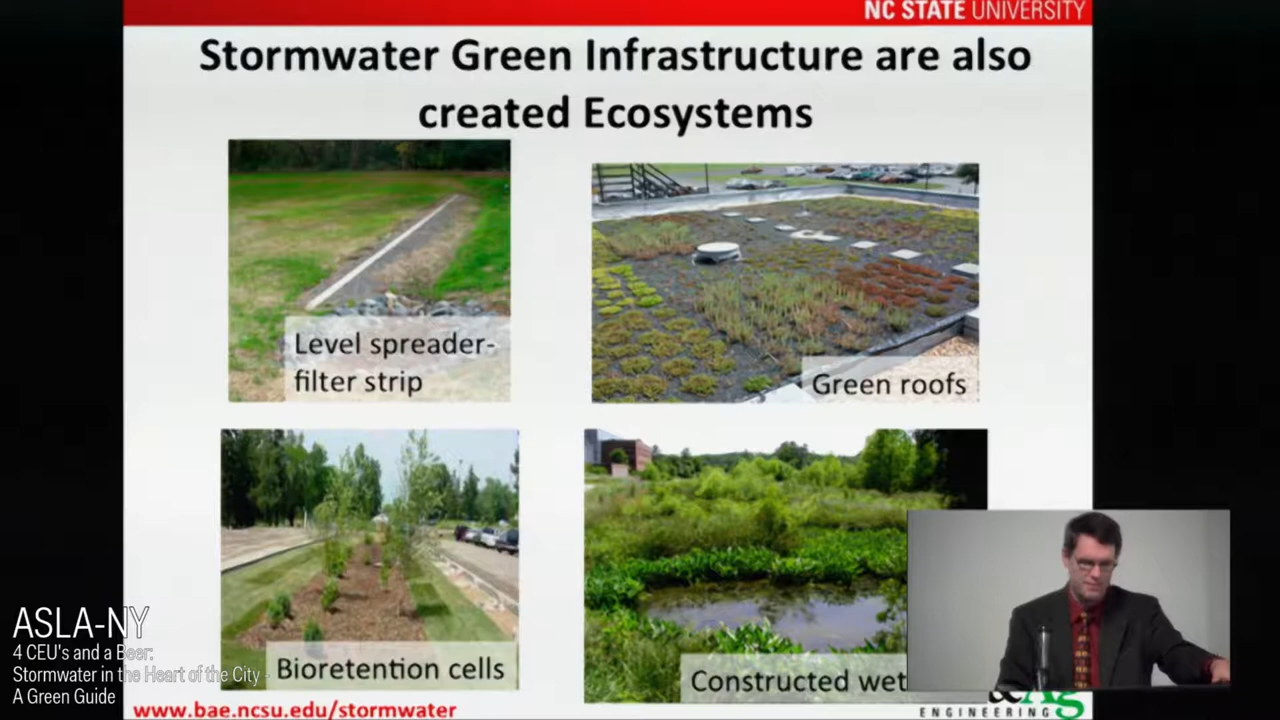 NC STATE UNIVERSITY
Stormwater Green Infrastructure are also
created Ecosystems
Level spreader-
filter strip
Green roofs
Bioretention cells
Constructed wet
ASLA-NY
4 CEU's and a Beer:
Stormwater in the Heart of the City -
A Green Guide
www.bae.ncsu.edu/stormwater
&Ag
ENGINEERING